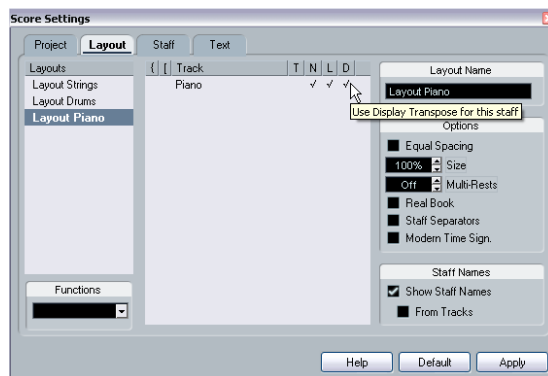 Score Settings
Project Layout Staff Text
Layouts
Layout Strings
Layout Drums
Layout Piano
Functions
{ [ Track T N L D
Piano √ √ √
Use Display Transpose for this staff
Layout Name
Layout Piano
Options
Equal Spacing
100% Size
Off Multi-Rests
Real Book
Staff Separators
Modern Time Sign.
Staff Names
Show Staff Names
From Tracks
Help Default Apply